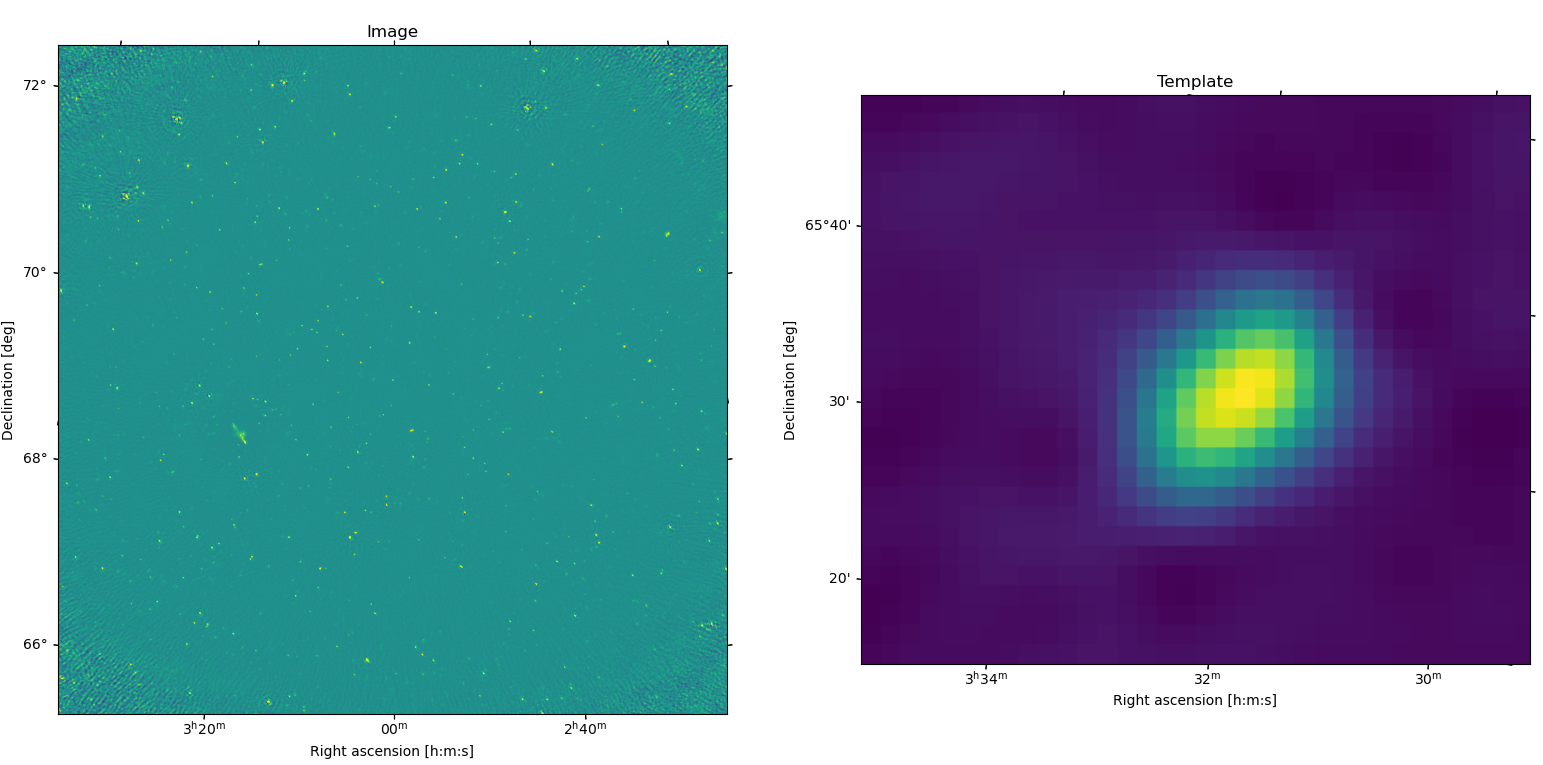 Image
72°
70°
68°
66°
Declination [deg]
3ʰ20ᵐ
00ᵐ
2ʰ40ᵐ
Right ascension [h:m:s]
Template
65°40'
30'
20'
Declination [deg]
3ʰ34ᵐ
32ᵐ
30ᵐ
Right ascension [h:m:s]